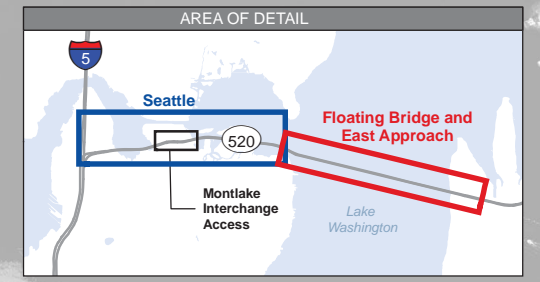 AREA OF DETAIL
5
Seattle
Floating Bridge and
East Approach
520
Montlake
Interchange
Access
Lake
Washington